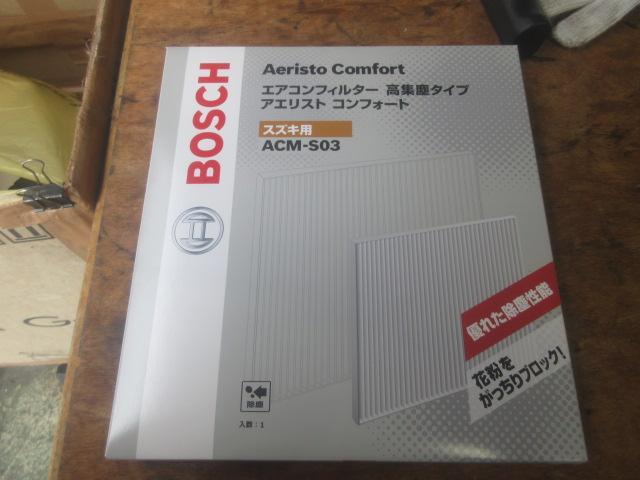 BOSCH
Aeristo Comfort
エアコンフィルター 高集塵タイプ
アエリスト コンフォート
スズキ用
ACM-S03
優れた除塵性能
花粉を
がっちりブロック!
除塵
入数:1